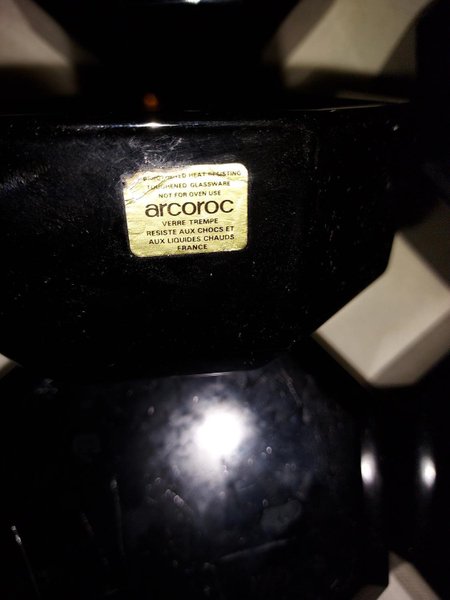 HEAT RESISTING
TOUGHENED GLASSWARE
NOT FOR OVEN USE
arcoroc
VERRE TREMPE
RESISTE AUX CHOCS ET
AUX LIQUIDES CHAUDS
FRANCE